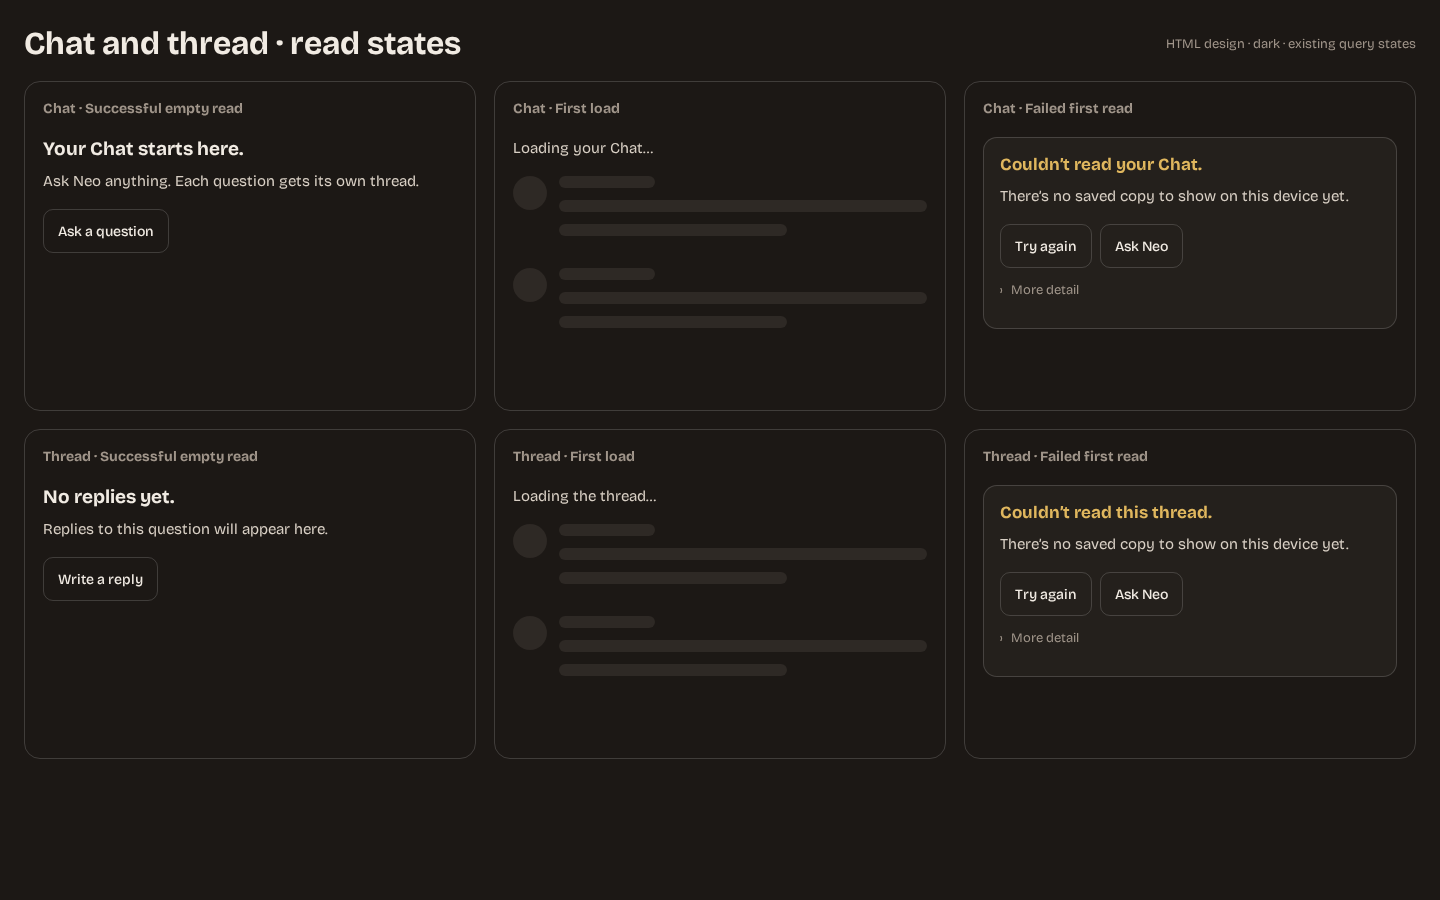 Chat and thread · read states
HTML design · dark · existing query states
Chat · Successful empty read
Your Chat starts here.
Ask Neo anything. Each question gets its own thread.
Ask a question
Chat · First load
Loading your Chat…
Chat · Failed first read
Couldn’t read your Chat.
There’s no saved copy to show on this device yet.
Try again
Ask Neo
› More detail
Thread · Successful empty read
No replies yet.
Replies to this question will appear here.
Write a reply
Thread · First load
Loading the thread…
Thread · Failed first read
Couldn’t read this thread.
There’s no saved copy to show on this device yet.
Try again
Ask Neo
› More detail